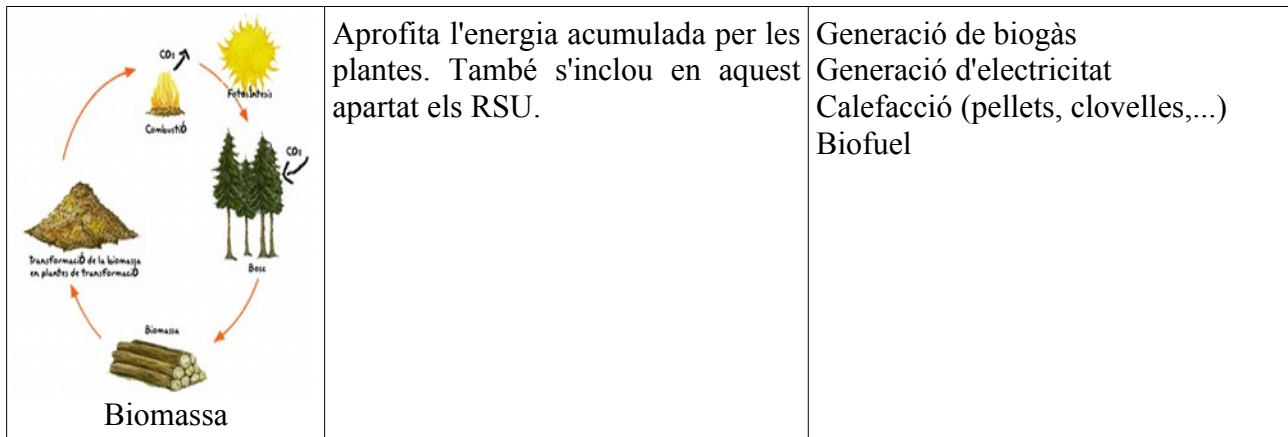 CO₂
Fotosíntesis
Combustió
CO₂
Transformació de la biomassa
en plantes de transformació
Bosc
Biomassa
Biomassa
Aprofita l'energia acumulada per les
plantes. També s'inclou en aquest
apartat els RSU.
Generació de biogàs
Generació d'electricitat
Calefacció (pellets, clovelles,...)
Biofuel